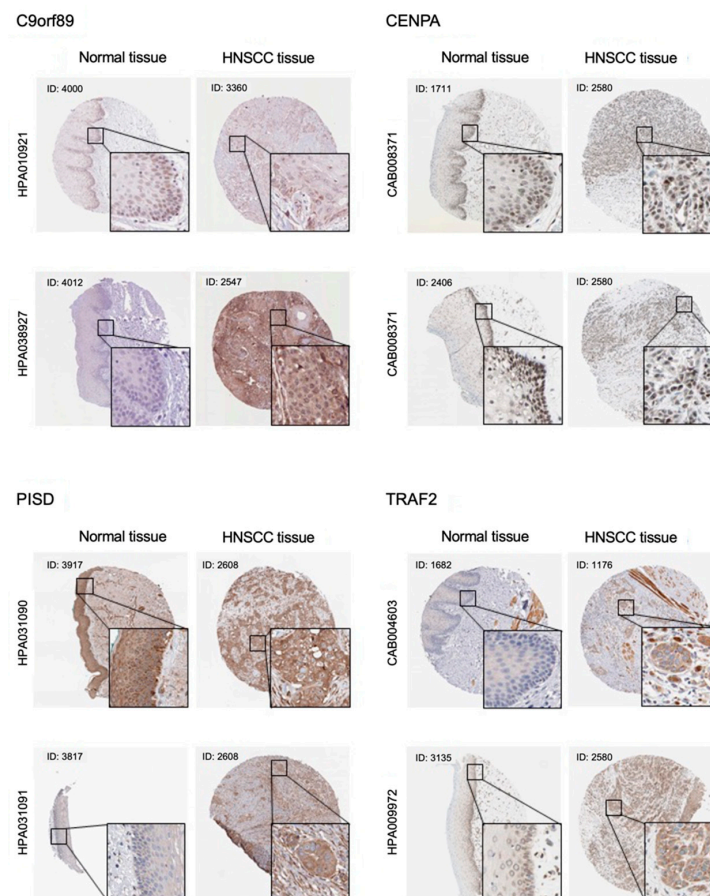 C9orf89
CENPA
Normal tissue
HNSCC tissue
Normal tissue
HNSCC tissue
HPA010921
ID: 4000
ID: 3360
CAB008371
ID: 1711
ID: 2580
HPA038927
ID: 4012
ID: 2547
CAB008371
ID: 2406
ID: 2580
PISD
TRAF2
Normal tissue
HNSCC tissue
Normal tissue
HNSCC tissue
HPA031090
ID: 3917
ID: 2608
CAB004603
ID: 1682
ID: 1176
HPA031091
ID: 3817
ID: 2608
HPA009972
ID: 3135
ID: 2580